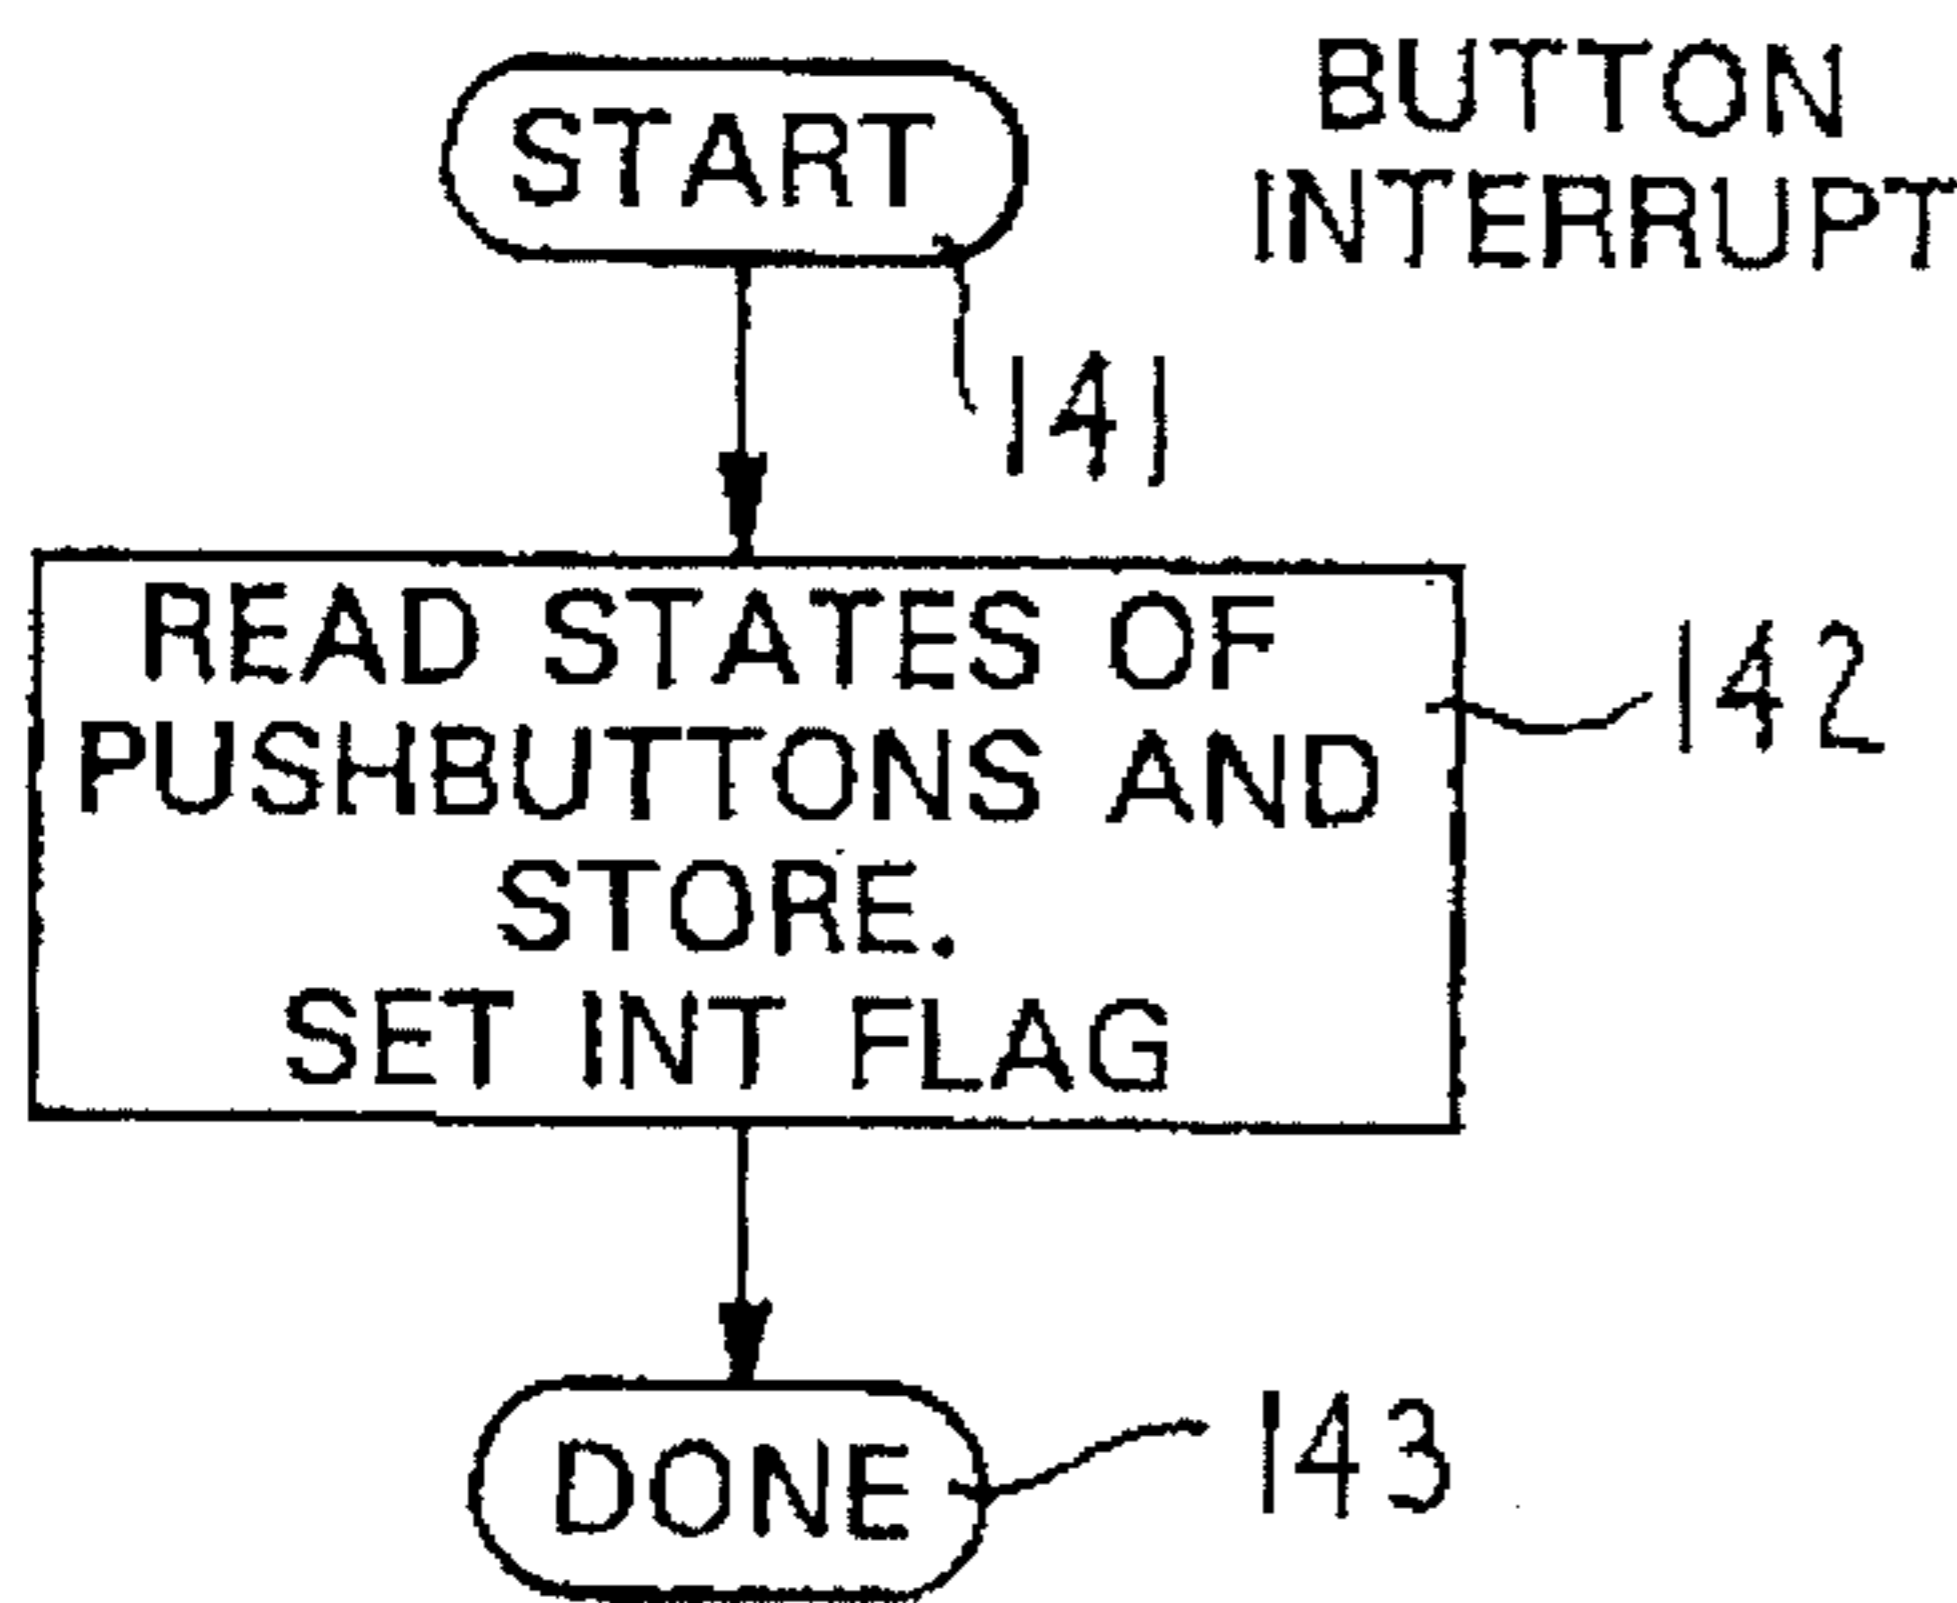 START
BUTTON
INTERRUPT
141
READ STATES OF
PUSHBUTTONS AND
STORE.
SET INT FLAG
142
DONE
143